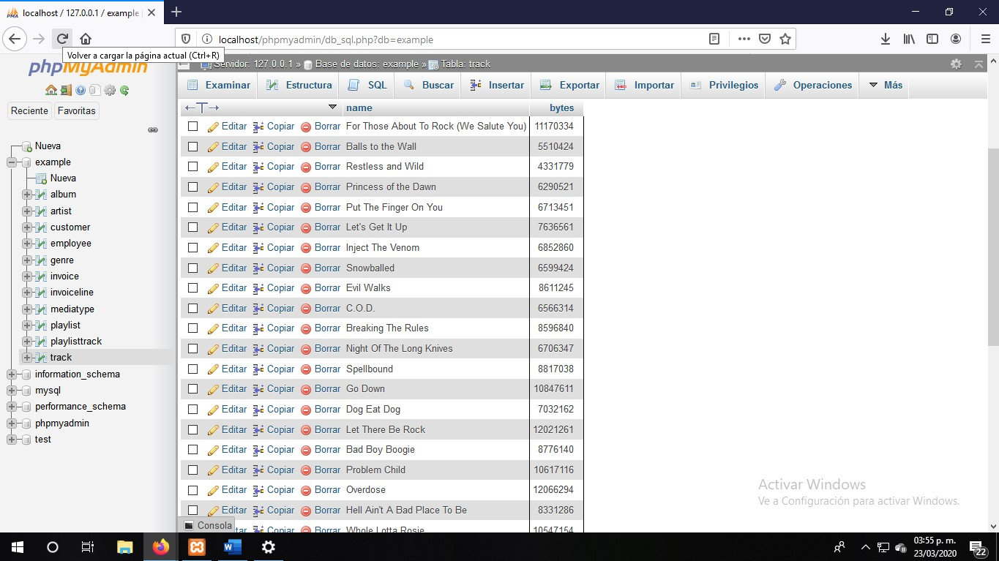 localhost / 127.0.0.1 / example
localhost/phpmyadmin/db_sql.php?db=example
Volver a cargar la página actual (Ctrl+R)
phpMyAdmin
Servidor: 127.0.0.1 » Base de datos: example » Tabla: track
Examinar Estructura SQL Buscar Insertar Exportar Importar Privilegios Operaciones Más
Reciente Favoritas
Nueva
example
Nueva
album
artist
customer
employee
genre
invoice
invoiceline
mediatype
playlist
playlisttrack
track
information_schema
mysql
performance_schema
phpmyadmin
test
←T→ name bytes
Editar Copiar Borrar For Those About To Rock (We Salute You) 11170334
Editar Copiar Borrar Balls to the Wall 5510424
Editar Copiar Borrar Restless and Wild 4331779
Editar Copiar Borrar Princess of the Dawn 6290521
Editar Copiar Borrar Put The Finger On You 6713451
Editar Copiar Borrar Let's Get It Up 7636561
Editar Copiar Borrar Inject The Venom 6852860
Editar Copiar Borrar Snowballed 6599424
Editar Copiar Borrar Evil Walks 8611245
Editar Copiar Borrar C.O.D. 6566314
Editar Copiar Borrar Breaking The Rules 8596840
Editar Copiar Borrar Night Of The Long Knives 6706347
Editar Copiar Borrar Spellbound 8817038
Editar Copiar Borrar Go Down 10847611
Editar Copiar Borrar Dog Eat Dog 7032162
Editar Copiar Borrar Let There Be Rock 12021261
Editar Copiar Borrar Bad Boy Boogie 8776140
Editar Copiar Borrar Problem Child 10617116
Editar Copiar Borrar Overdose 12066294
Editar Copiar Borrar Hell Ain't A Bad Place To Be 8331286
tar Copiar Borrar Whole Lotta Rosie 10547154
Consola
Activar Windows
Ve a Configuración para activar Windows.
03:55 p. m.
23/03/2020
22